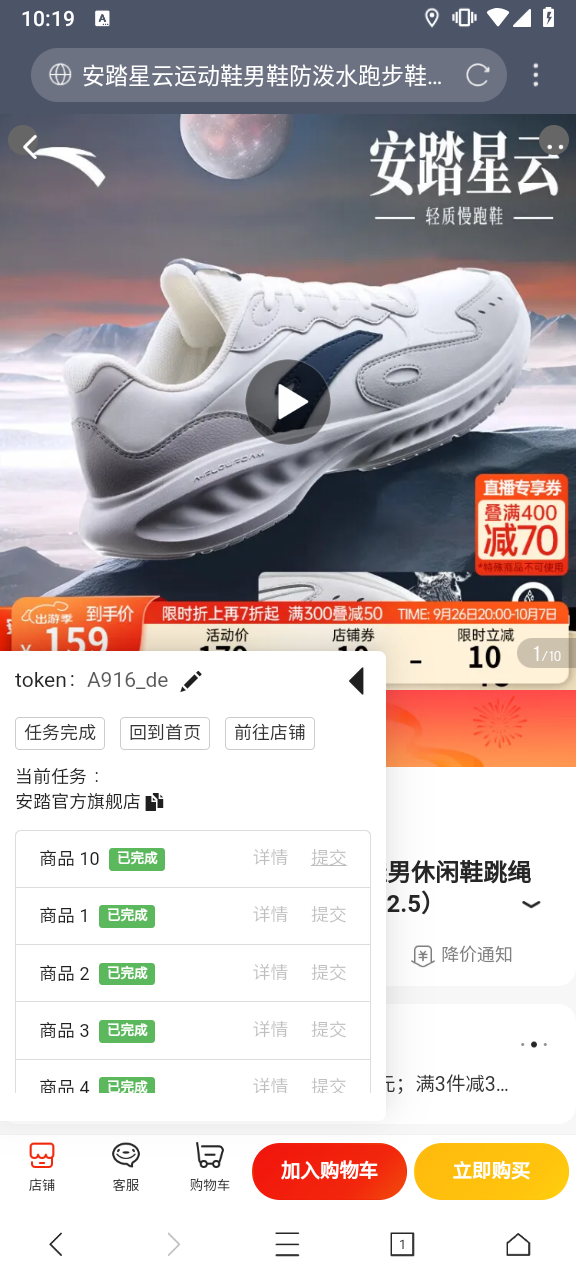 10:19
A
安踏星云运动鞋男鞋防泼水跑步鞋...
安踏星云
轻质慢跑鞋
直播专享券
叠满400
减70
*特殊商品不可使用
出游季 到手价 限时折上再7折起 满300叠减50 TIME: 9月26日20:00-10月7日
159
活动价 店铺券 限时立减
10
1/10
token: A916_de
任务完成 回到首页 前往店铺
当前任务：
安踏官方旗舰店
商品 10 已完成 详情 提交
商品 1 已完成 详情 提交
商品 2 已完成 详情 提交
商品 3 已完成 详情 提交
商品 4 已完成 详情 提交
男休闲鞋跳绳
2.5）
降价通知
元；满3件减3...
店铺 客服 购物车 加入购物车 立即购买
1